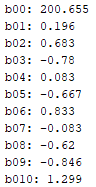 b00: 200.655
b01: 0.196
b02: 0.683
b03: -0.78
b04: 0.083
b05: -0.667
b06: 0.833
b07: -0.083
b08: -0.62
b09: -0.846
b010: 1.299